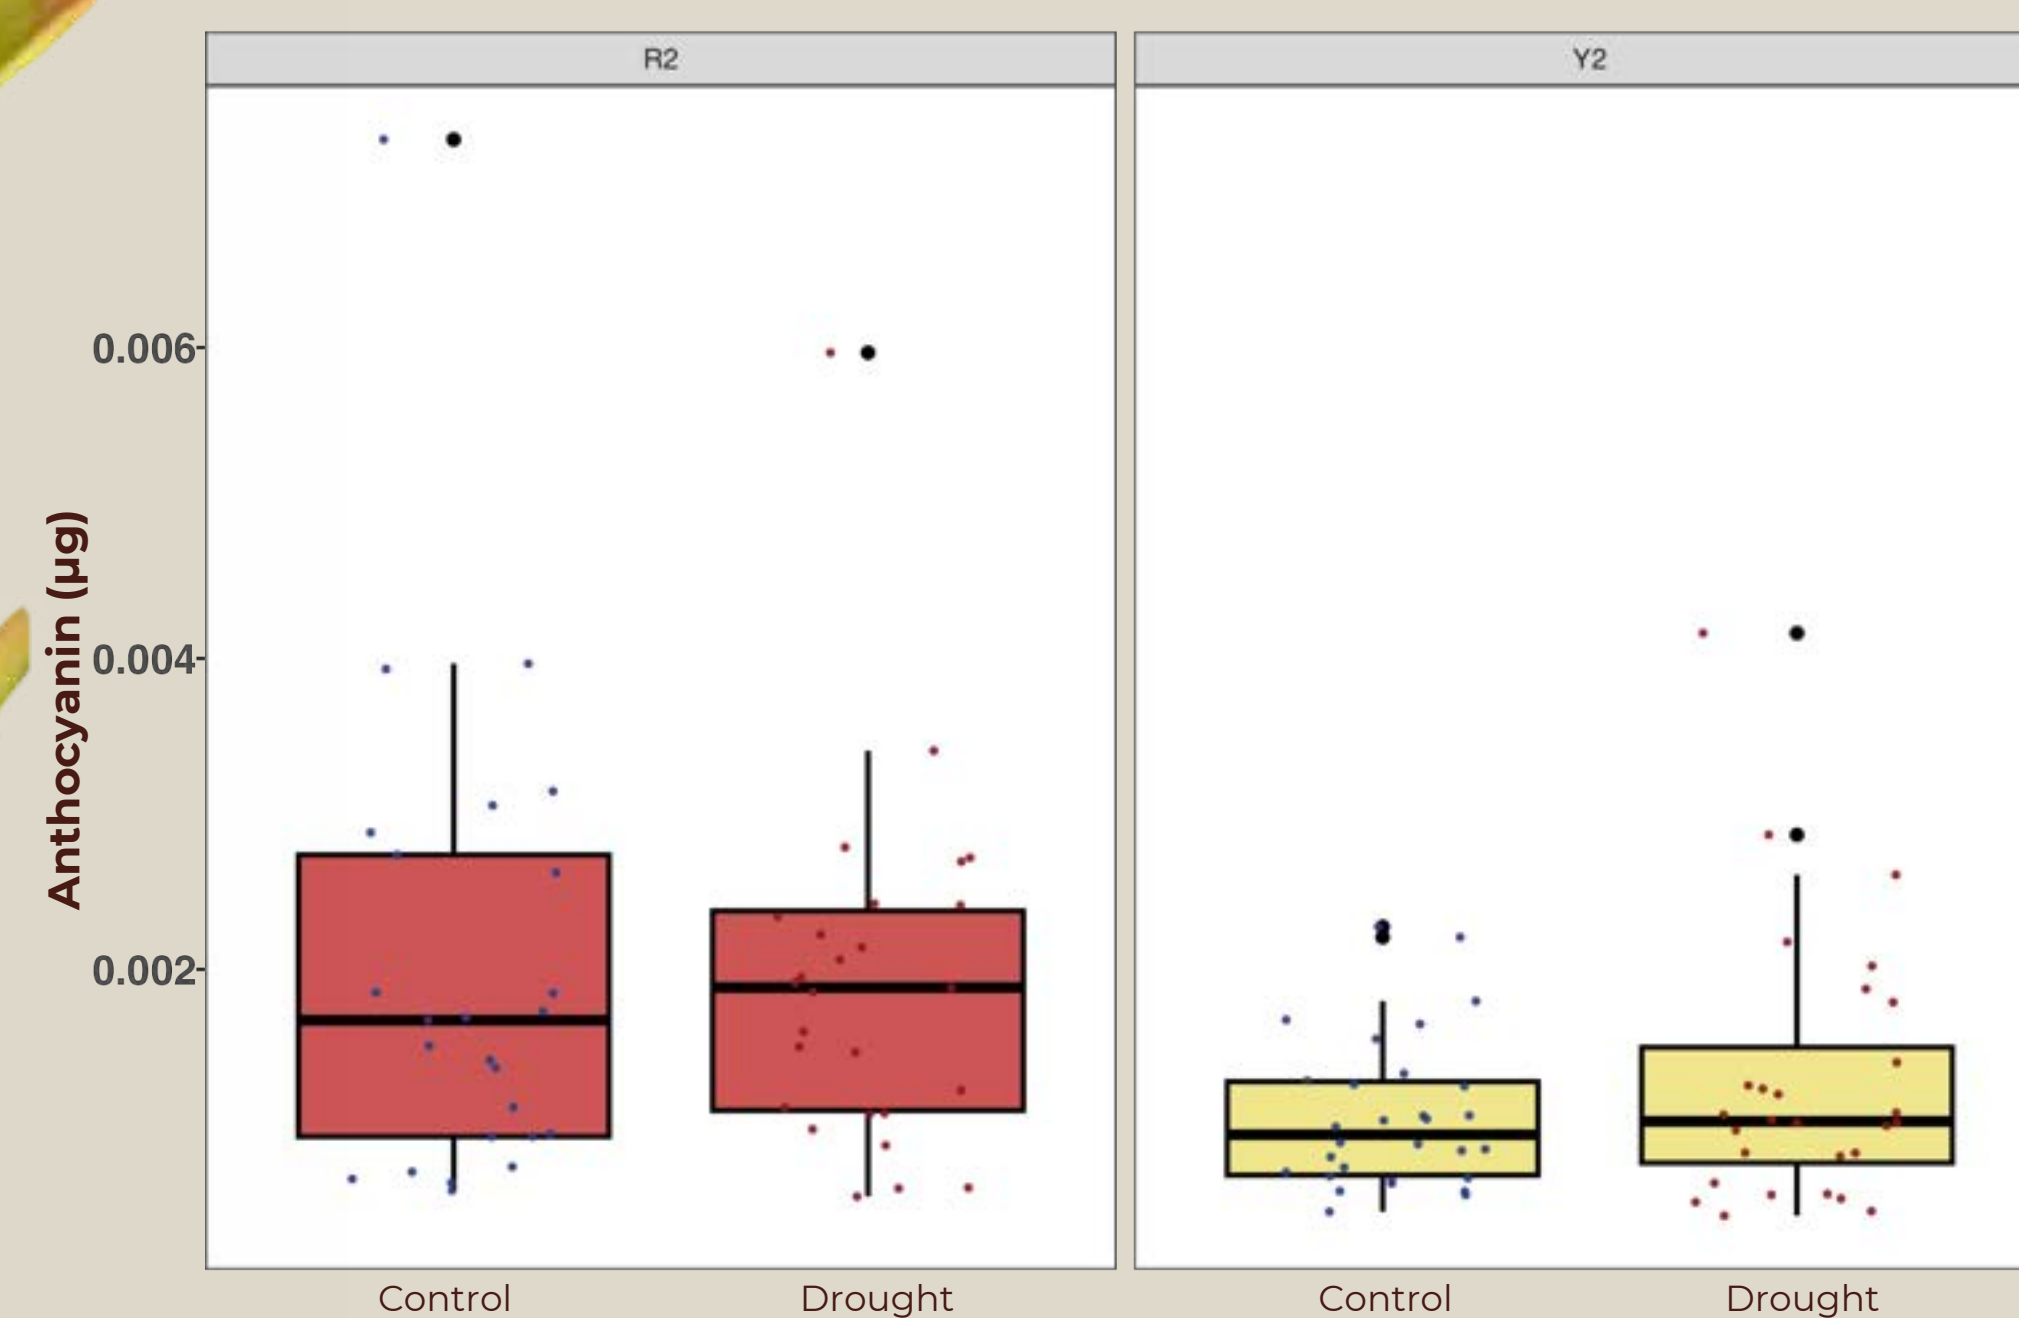 R2
Y2
Anthocyanin (µg)
0.006
0.004
0.002
Control
Drought
Control
Drought